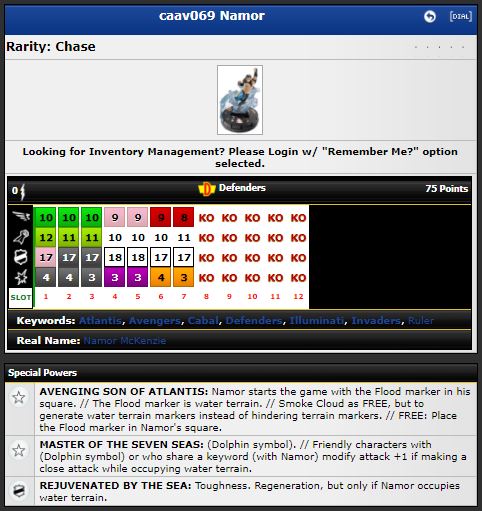 caav069 Namor
[DIAL]
Rarity: Chase
Looking for Inventory Management? Please Login w/ "Remember Me?" option
selected.
0 Defenders 75 Points
10 10 10 9 9 9 8 KO KO KO KO KO
12 11 11 10 10 10 11 KO KO KO KO KO
17 17 17 18 18 17 17 KO KO KO KO KO
4 4 3 3 3 4 3 KO KO KO KO KO
SLOT 1 2 3 4 5 6 7 8 9 10 11 12
Keywords: Atlantis, Avengers, Cabal, Defenders, Illuminati, Invaders, Ruler
Real Name: Namor McKenzie
Special Powers
AVENGING SON OF ATLANTIS: Namor starts the game with the Flood marker in his
square. // The Flood marker is water terrain. // Smoke Cloud as FREE, but to
generate water terrain markers instead of hindering terrain markers. // FREE: Place
the Flood marker in Namor's square.
MASTER OF THE SEVEN SEAS: (Dolphin symbol). // Friendly characters with
(Dolphin symbol) or who share a keyword (with Namor) modify attack +1 if making a
close attack while occupying water terrain.
REJUVENATED BY THE SEA: Toughness. Regeneration, but only if Namor occupies
water terrain.